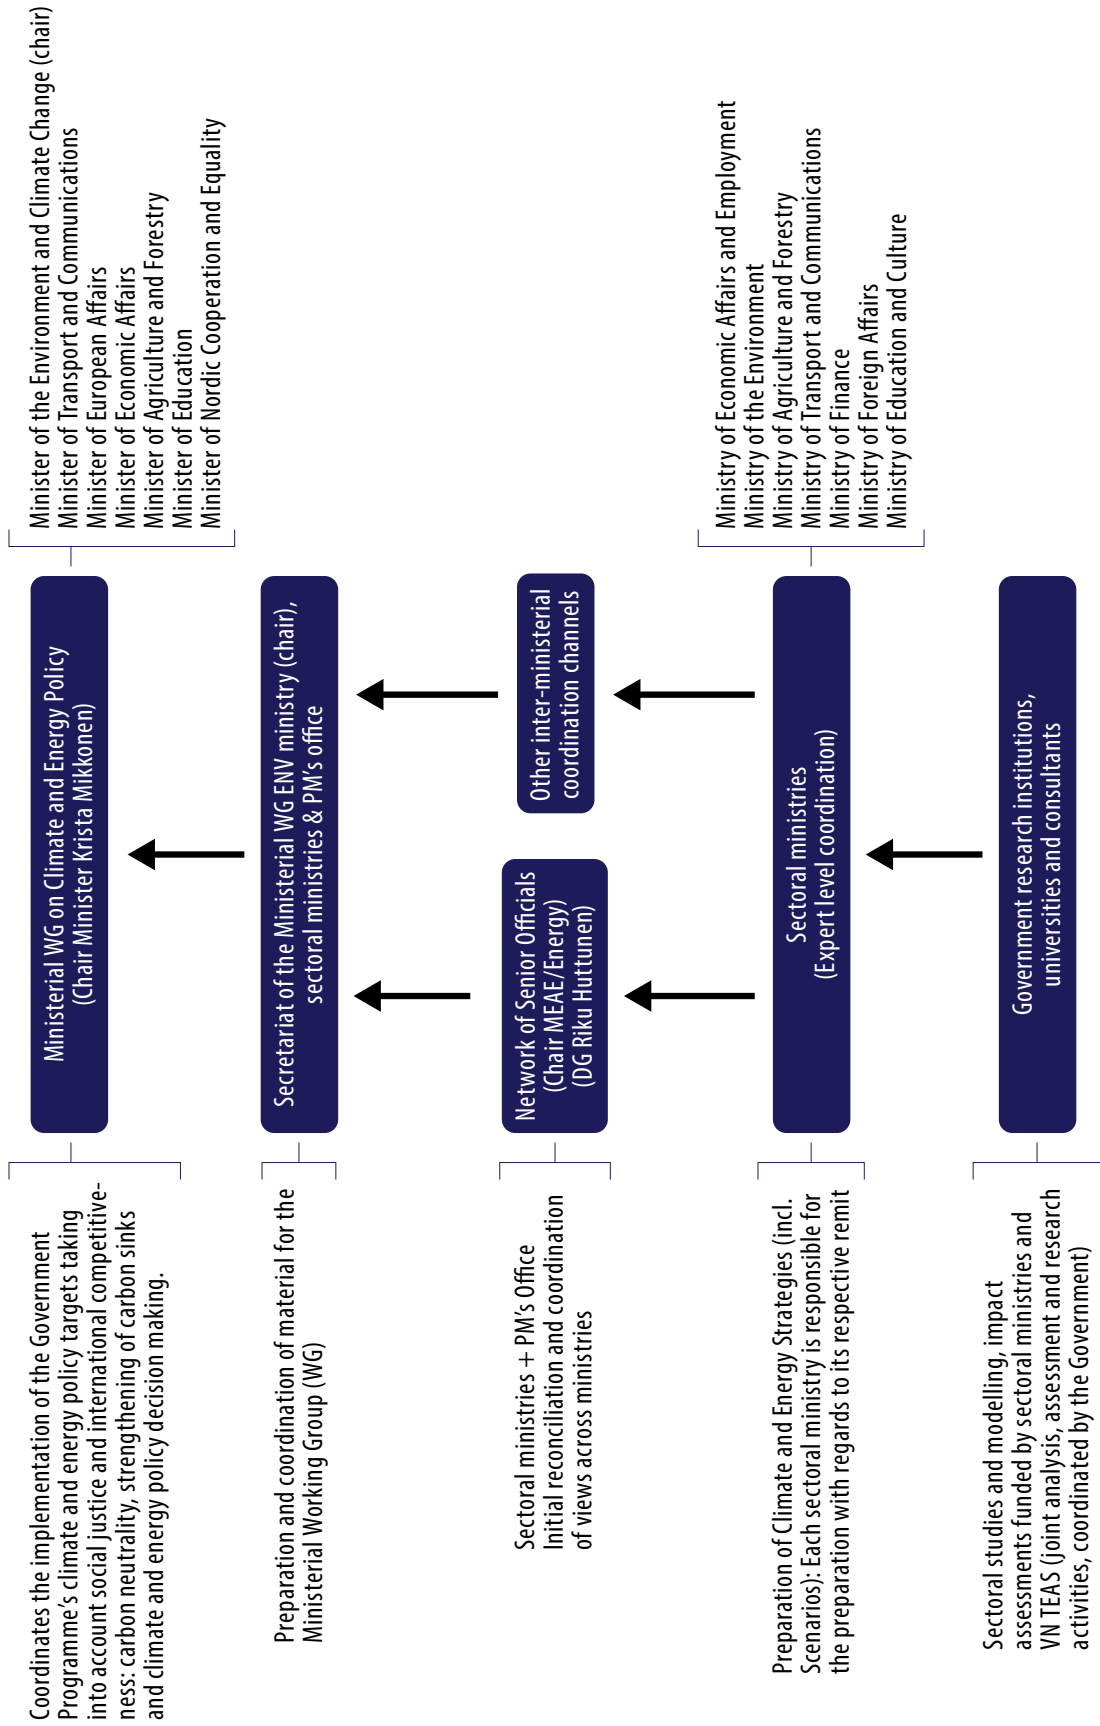 Coordinates the implementation of the Government
Programme's climate and energy policy targets taking
into account social justice and international competitive-
ness: carbon neutrality, strengthening of carbon sinks
and climate and energy policy decision making.
Ministerial WG on Climate and Energy Policy
(Chair Minister Krista Mikkonen)
Minister of the Environment and Climate Change (chair)
Minister of Transport and Communications
Minister of European Affairs
Minister of Economic Affairs
Minister of Agriculture and Forestry
Minister of Education
Minister of Nordic Cooperation and Equality
Preparation and coordination of material for the
Ministerial Working Group (WG)
Secretariat of the Ministerial WG ENV ministry (chair),
sectoral ministries & PM's office
Sectoral ministries + PM's Office
Initial reconciliation and coordination
of views across ministries
Network of Senior Officials
(Chair MEAE/Energy)
(DG Riku Huttunen)
Other inter-ministerial
coordination channels
Preparation of Climate and Energy Strategies (incl.
Scenarios): Each sectoral ministry is responsible for
the preparation with regards to its respective remit
Sectoral ministries
(Expert level coordination)
Ministry of Economic Affairs and Employment
Ministry of the Environment
Ministry of Agriculture and Forestry
Ministry of Transport and Communications
Ministry of Finance
Ministry of Foreign Affairs
Ministry of Education and Culture
Sectoral studies and modelling, impact
assessments funded by sectoral ministries and
VN TEAS (joint analysis, assessment and research
activities, coordinated by the Government)
Government research institutions,
universities and consultants